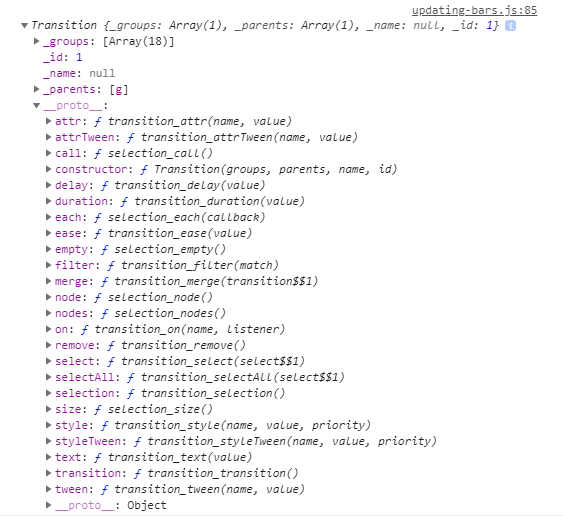 updating-bars.js:85
▼Transition {_groups: Array(1), _parents: Array(1), _name: null, _id: 1} i
▶_groups: [Array(18)]
_id: 1
_name: null
▶_parents: [g]
▼__proto__:
▶attr: ƒ transition_attr(name, value)
▶attrTween: ƒ transition_attrTween(name, value)
▶call: ƒ selection_call()
▶constructor: ƒ Transition(groups, parents, name, id)
▶delay: ƒ transition_delay(value)
▶duration: ƒ transition_duration(value)
▶each: ƒ selection_each(callback)
▶ease: ƒ transition_ease(value)
▶empty: ƒ selection_empty()
▶filter: ƒ transition_filter(match)
▶merge: ƒ transition_merge(transition$$1)
▶node: ƒ selection_node()
▶nodes: ƒ selection_nodes()
▶on: ƒ transition_on(name, listener)
▶remove: ƒ transition_remove()
▶select: ƒ transition_select(select$$1)
▶selectAll: ƒ transition_selectAll(select$$1)
▶selection: ƒ transition_selection()
▶size: ƒ selection_size()
▶style: ƒ transition_style(name, value, priority)
▶styleTween: ƒ transition_styleTween(name, value, priority)
▶text: ƒ transition_text(value)
▶transition: ƒ transition_transition()
▶tween: ƒ transition_tween(name, value)
▶__proto__: Object